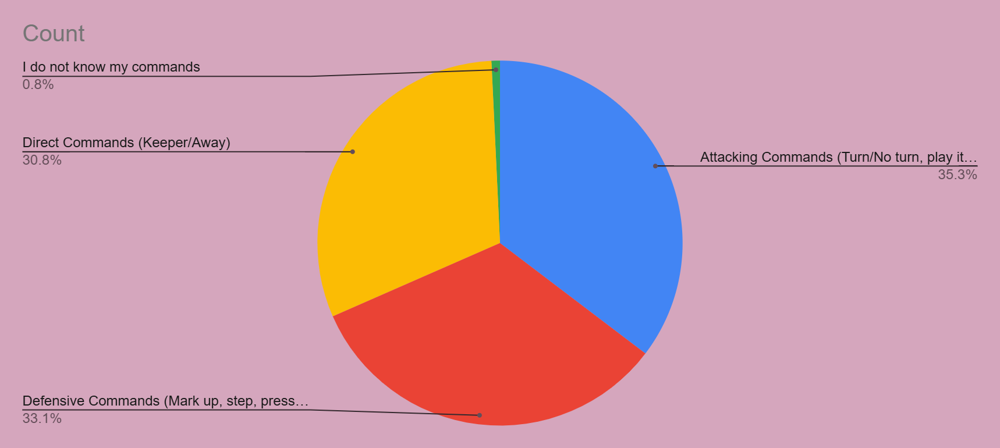 Count
I do not know my commands
0.8%
Direct Commands (Keeper/Away)
30.8%
Attacking Commands (Turn/No turn, play it…
35.3%
Defensive Commands (Mark up, step, press…
33.1%